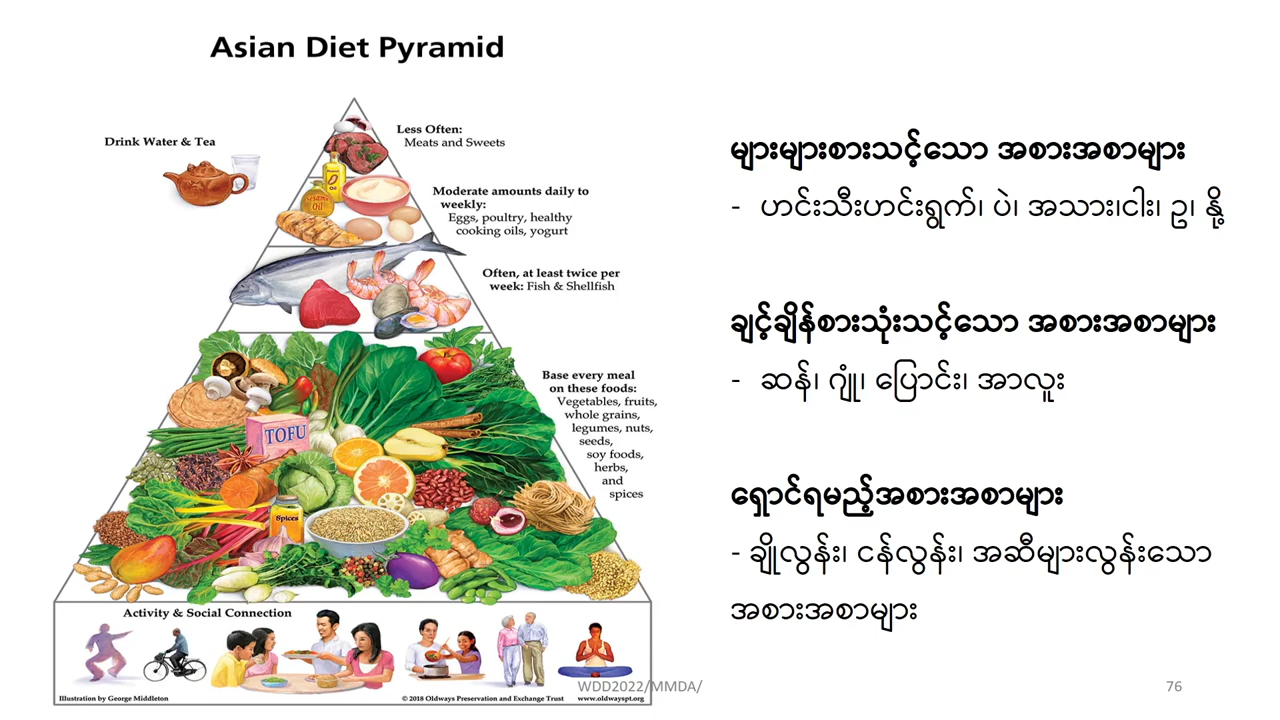 Asian Diet Pyramid
Drink Water & Tea
Less Often:
Meats and Sweets
Moderate amounts daily to
weekly:
Eggs, poultry, healthy
cooking oils, yogurt
Often, at least twice per
week: Fish & Shellfish
Base every meal
on these foods:
Vegetables, fruits,
whole grains,
legumes, nuts,
seeds,
soy foods,
herbs,
and
spices
Sesame
Oil
Oil
TOFU
Spices
Activity & Social Connection
Illustration by George Middleton
© 2018 Oldways Preservation and Exchange Trust
www.oldwayspt.org
များများစားသင့်သော အစားအစာများ
- ဟင်းသီးဟင်းရွက်၊ ပဲ၊ အသား၊ငါး၊ ဥ၊ နို့
ချင့်ချိန်စားသုံးသင့်သော အစားအစာများ
- ဆန်၊ ဂျုံ၊ ပြောင်း၊ အာလူး
ရှောင်ရမည့်အစားအစာများ
- ချိုလွန်း၊ ငန်လွန်း၊ အဆီများလွန်းသော
အစားအစာများ
WDD2022/MMDA/
76